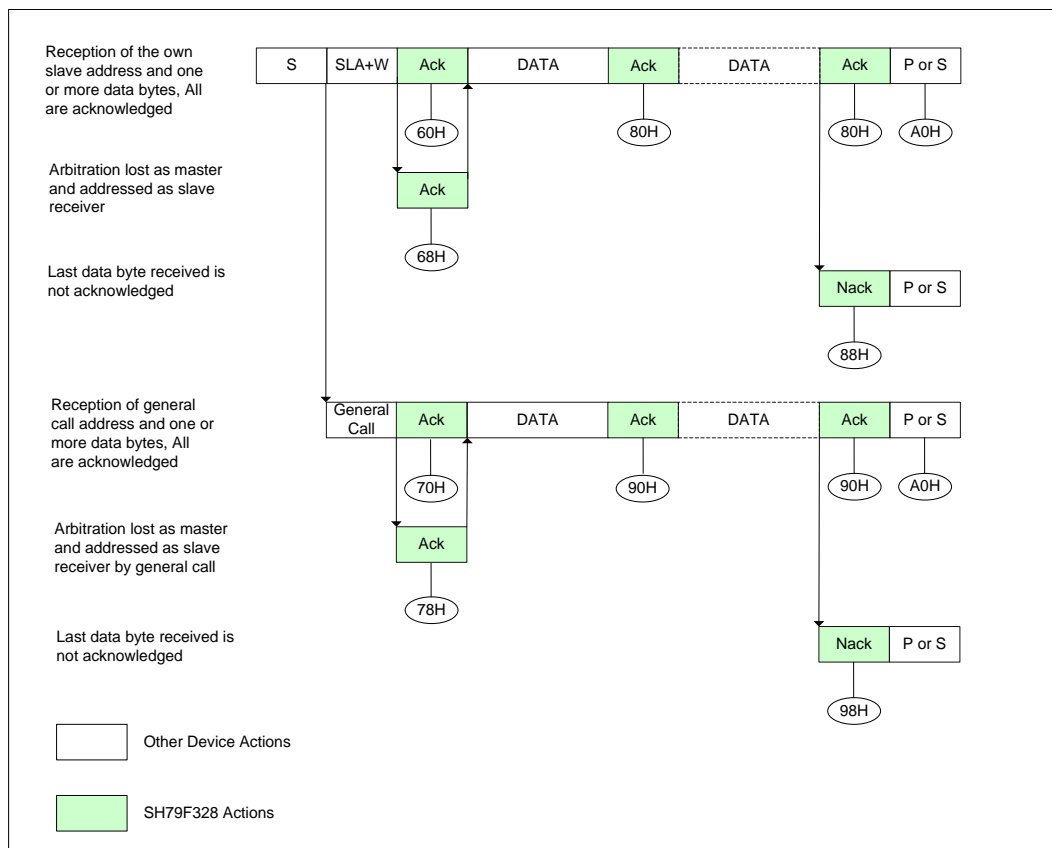 Reception of the own
slave address and one
or more data bytes, All
are acknowledged
S SLA+W Ack DATA Ack DATA Ack P or S
60H 80H 80H A0H
Arbitration lost as master
and addressed as slave
receiver
Ack
68H
Last data byte received is
not acknowledged
Nack P or S
88H
Reception of general
call address and one or
more data bytes, All
are acknowledged
General
Call
Ack DATA Ack DATA Ack P or S
70H 90H 90H A0H
Arbitration lost as master
and addressed as slave
receiver by general call
Ack
78H
Last data byte received is
not acknowledged
Nack P or S
98H
Other Device Actions
SH79F328 Actions